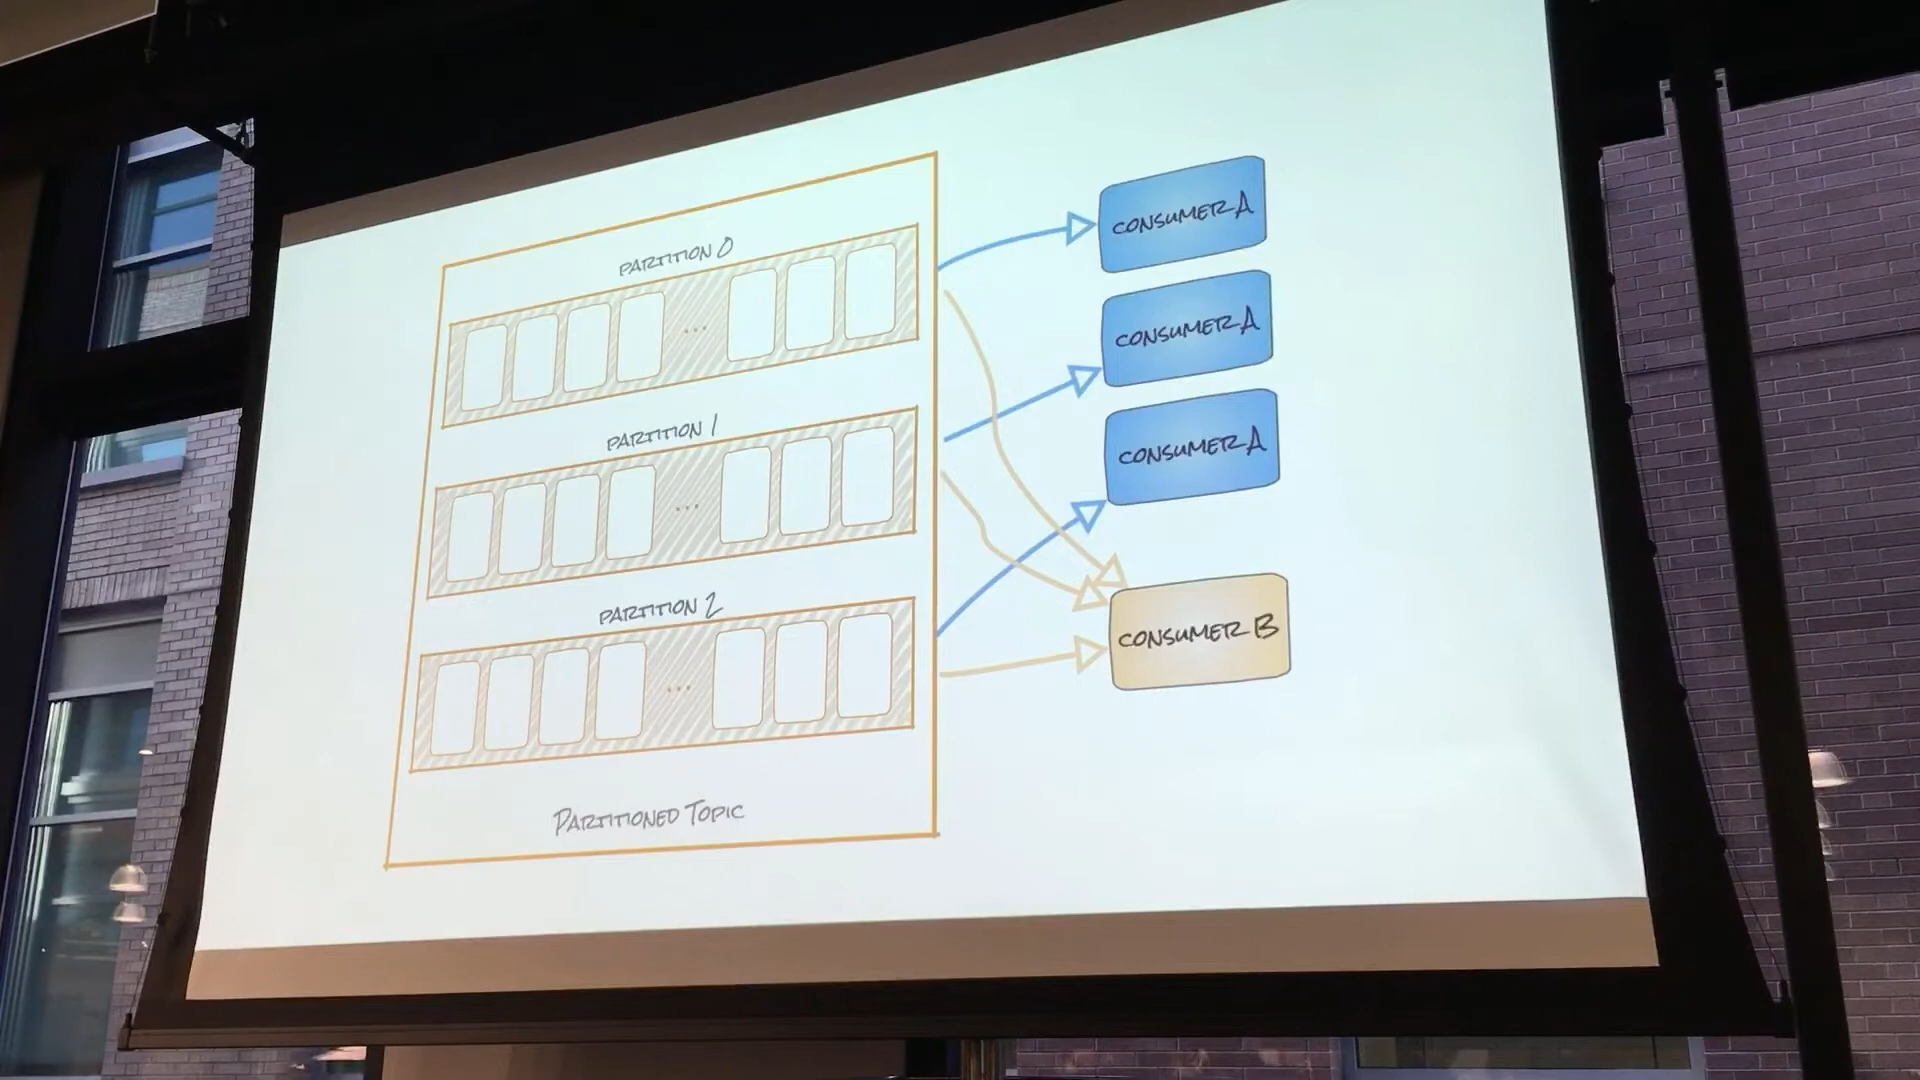 PARTITION 0
...
PARTITION 1
...
PARTITION 2
...
PARTITIONED TOPIC
CONSUMER A
CONSUMER A
CONSUMER A
CONSUMER B